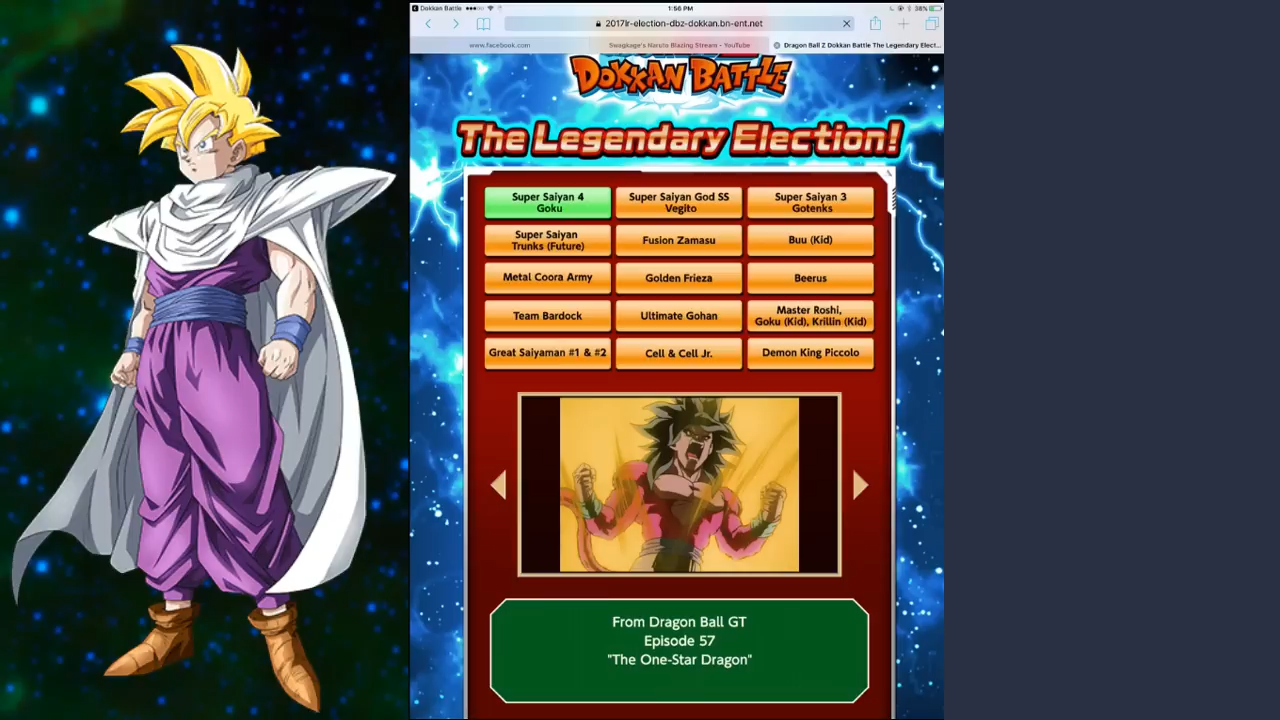 Dokkan Battle
1:56 PM
38%
2017lr-election-dbz-dokkan.bn-ent.net
www.facebook.com
Swagkage's Naruto Blazing Stream - YouTube
Dragon Ball Z Dokkan Battle The Legendary Elect...
DOKKAN BATTLE
The Legendary Election!
Super Saiyan 4
Goku
Super Saiyan God SS
Vegito
Super Saiyan 3
Gotenks
Super Saiyan
Trunks (Future)
Fusion Zamasu
Buu (Kid)
Metal Coora Army
Golden Frieza
Beerus
Team Bardock
Ultimate Gohan
Master Roshi,
Goku (Kid), Krillin (Kid)
Great Saiyaman #1 & #2
Cell & Cell Jr.
Demon King Piccolo
From Dragon Ball GT
Episode 57
"The One-Star Dragon"